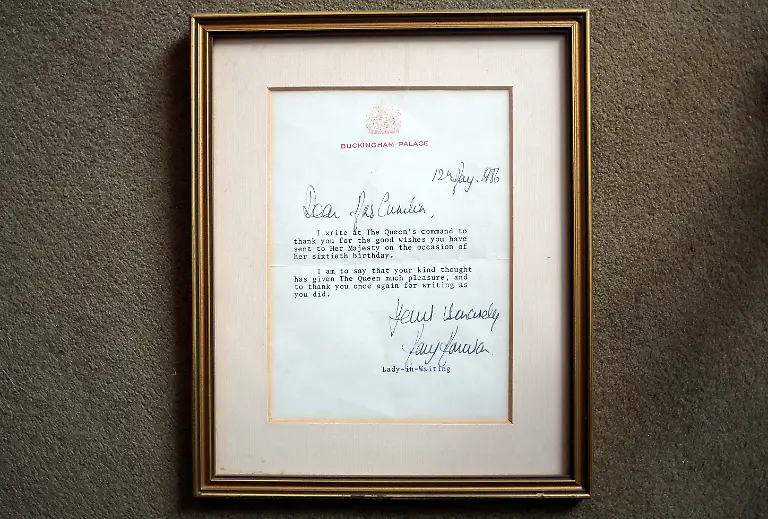 BUCKINGHAM PALACE
12th May. 1986
Dear Mrs
I write at The Queen's command to
thank you for the good wishes you have
sent to Her Majesty on the occasion of
her sixtieth birthday.
I am to say that your kind thought
has given The Queen much pleasure, and
to thank you once again for writing as
you did.
Yours sincerely
Lady-in-Waiting